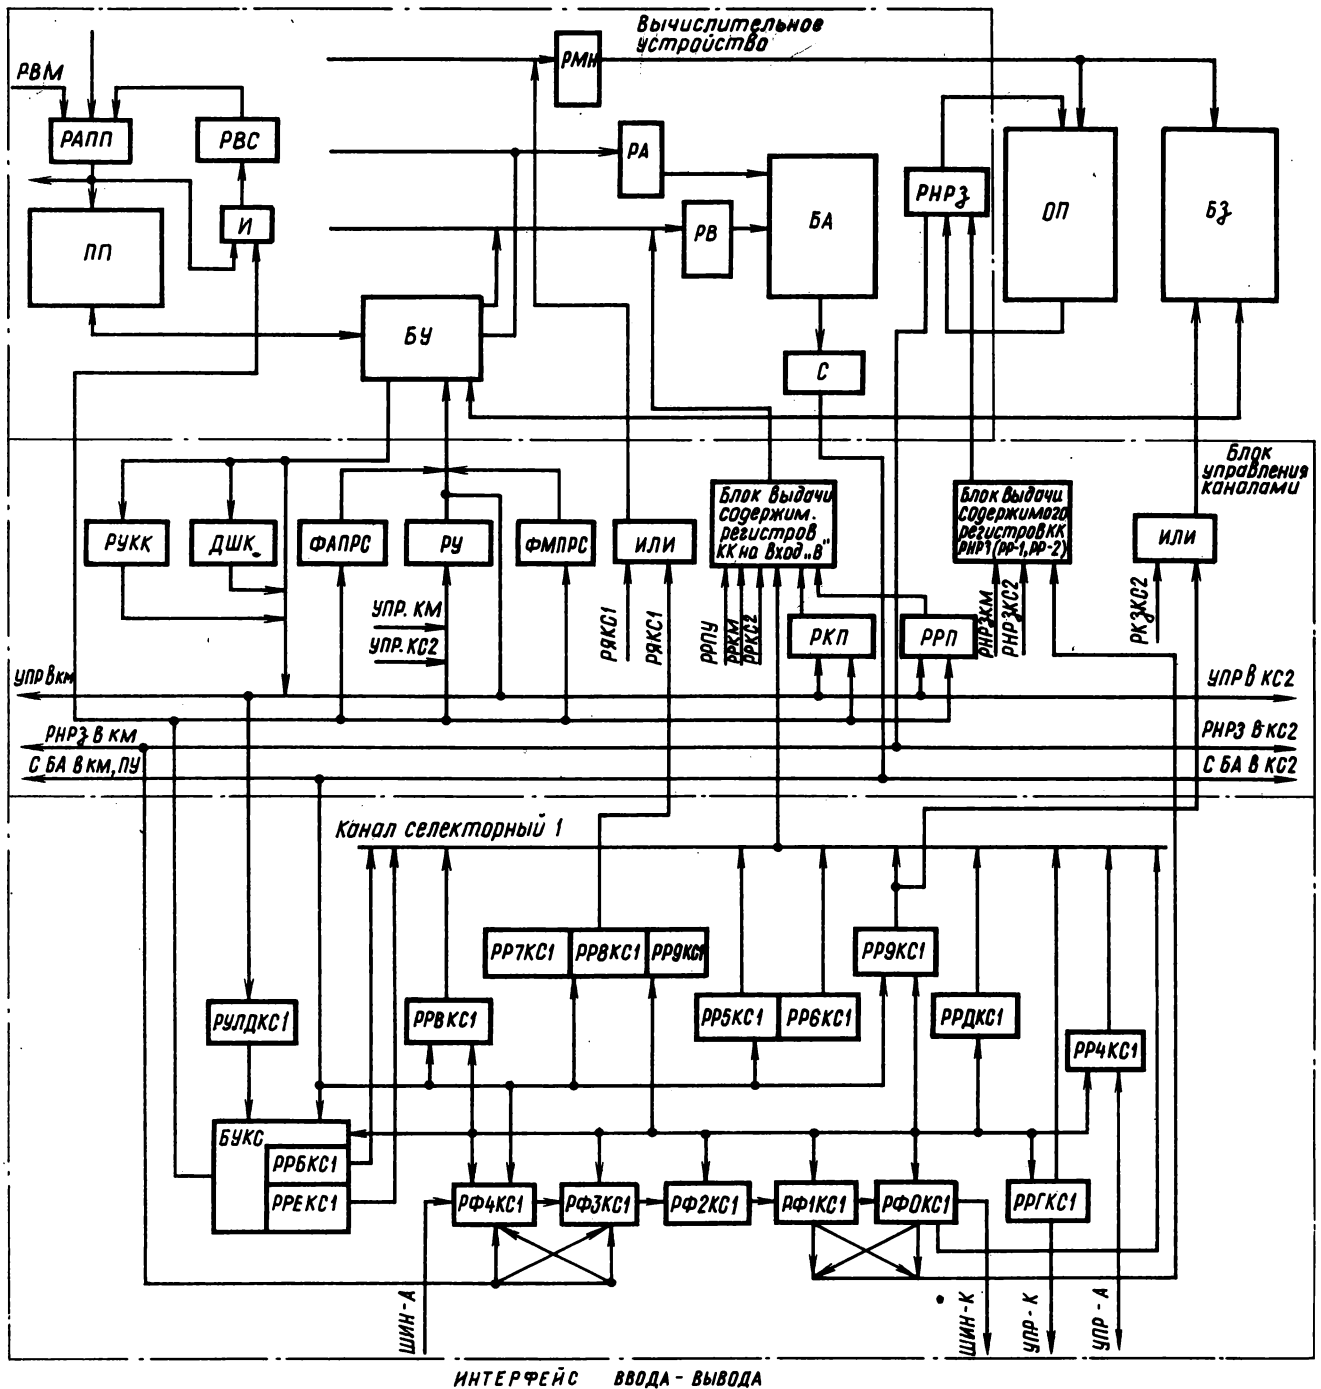 Вычислительное
устройство
РВМ
РМН
РАПП
РВС
РА
РНРЗ
ОП
БЗ
И
ПП
РВ
БА
БУ
С
Блок
управления
каналами
РУКК
ДШК
ФАПРС
РУ
ФМПРС
ИЛИ
Блок выдачи
содержим.
регистров
КК на вход „В"
Блок выдачи
содержимого
регистров КК
РНРЗ (РР-1, РР-2)
ИЛИ
УПР. КМ
УПР. КС2
РЯКС1
РЯКС1
РРПУ
РРКМ
РРКС2
РКП
РРП
РНРЗКМ
РНРЗКС2
РКЗКС2
УПР В КМ
УПР В КС2
РНРЗ В КМ
РНРЗ В КС2
С БА В КМ, ПУ
С БА В КС2
Канал селекторный 1
РР7КС1
РР8КС1
РР9КС1
РР9КС1
РУЛДКС1
РРВКС1
РР5КС1
РР6КС1
РРДКС1
РР4КС1
БУКС
РРБКС1
РРЕКС1
РФ4КС1
РФ3КС1
РФ2КС1
РФ1КС1
РФ0КС1
РРГКС1
ШИН-А
ШИН-К
УПР-К
УПР-А
ИНТЕРФЕЙС ВВОДА-ВЫВОДА